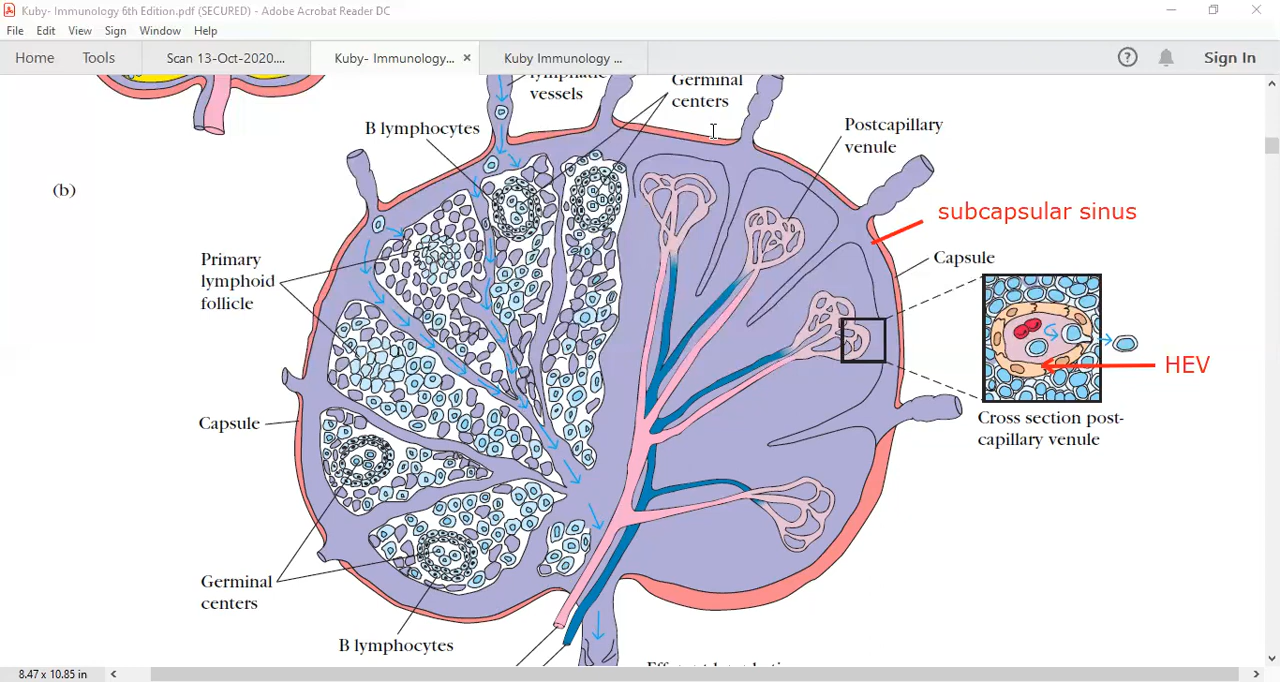 Kuby- Immunology 6th Edition.pdf (SECURED) - Adobe Acrobat Reader DC
File Edit View Sign Window Help
Home Tools Scan 13-Oct-2020.... Kuby- Immunology... × Kuby Immunology ... ? Sign In
lymphatic
vessels
Germinal
centers
B lymphocytes
Postcapillary
venule
(b)
subcapsular sinus
Primary
lymphoid
follicle
Capsule
HEV
Capsule
Cross section post-
capillary venule
Germinal
centers
B lymphocytes
8.47 x 10.85 in